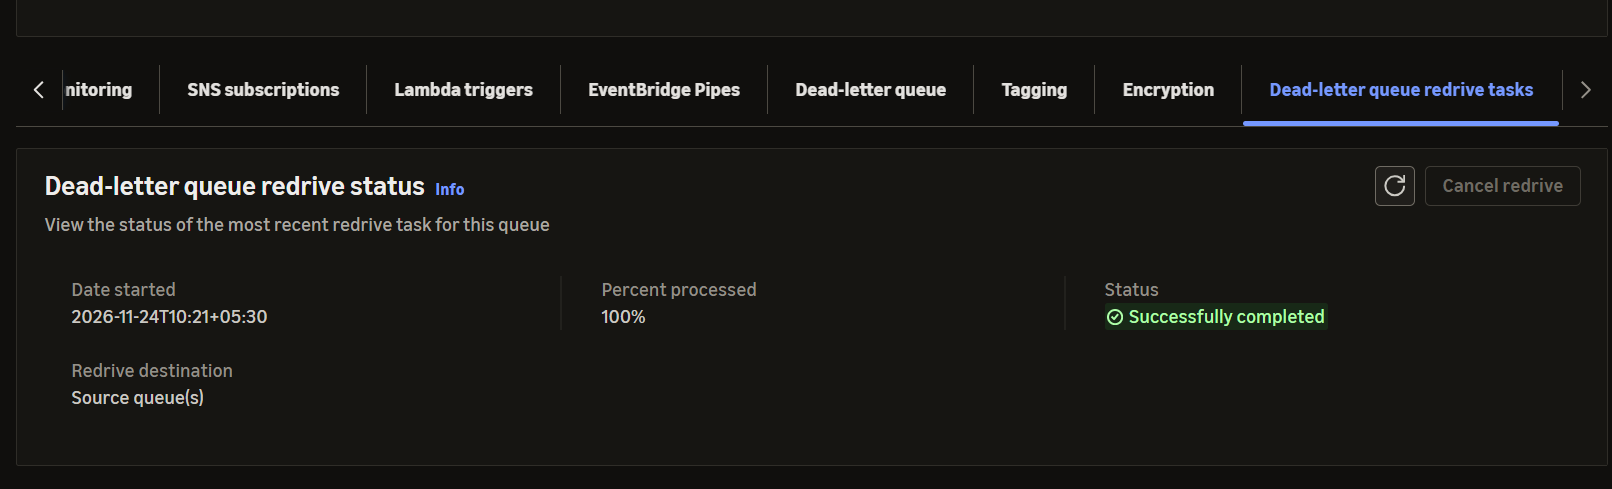 nitoring
SNS subscriptions
Lambda triggers
EventBridge Pipes
Dead-letter queue
Tagging
Encryption
Dead-letter queue redrive tasks
Dead-letter queue redrive status Info
Cancel redrive
View the status of the most recent redrive task for this queue
Date started
2026-11-24T10:21+05:30
Percent processed
100%
Status
Successfully completed
Redrive destination
Source queue(s)